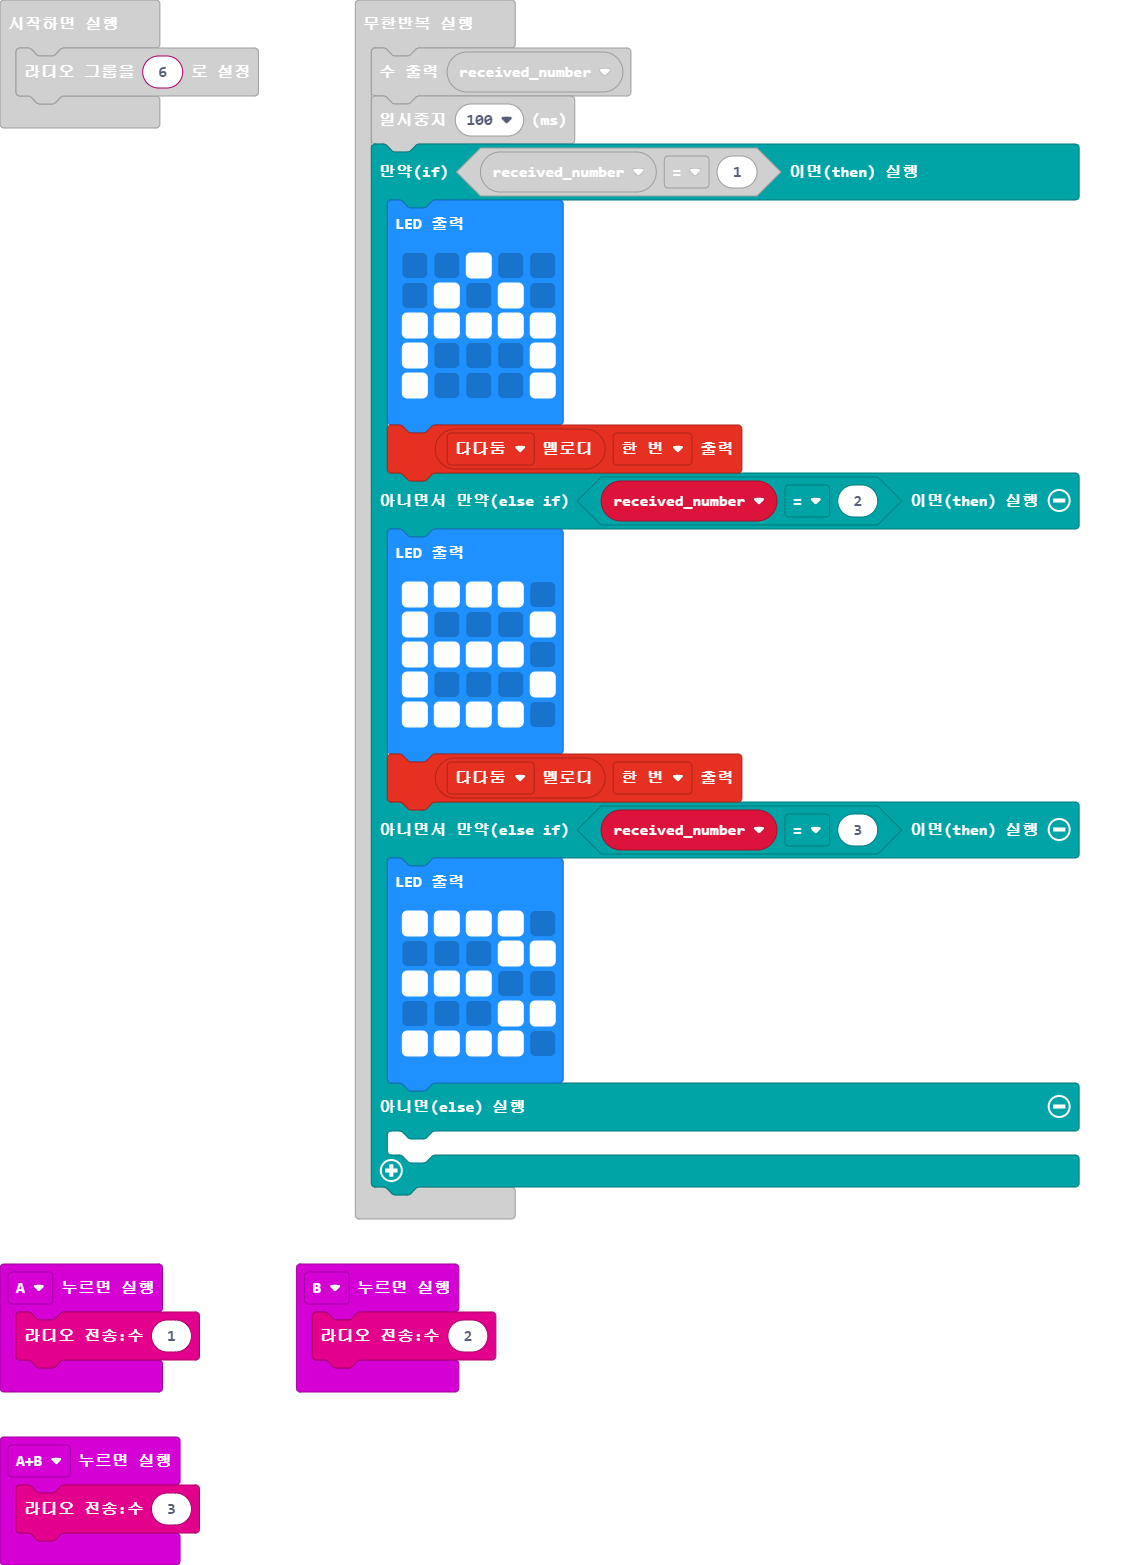 시작하면 실행
라디오 그룹을 6 로 설정
무한반복 실행
수 출력 received_number
일시중지 100 (ms)
만약(if) received_number = 1 이면(then) 실행
LED 출력
다다둠 멜로디 한 번 출력
아니면서 만약(else if) received_number = 2 이면(then) 실행
LED 출력
다다둠 멜로디 한 번 출력
아니면서 만약(else if) received_number = 3 이면(then) 실행
LED 출력
아니면(else) 실행
A 누르면 실행
라디오 전송:수 1
B 누르면 실행
라디오 전송:수 2
A+B 누르면 실행
라디오 전송:수 3